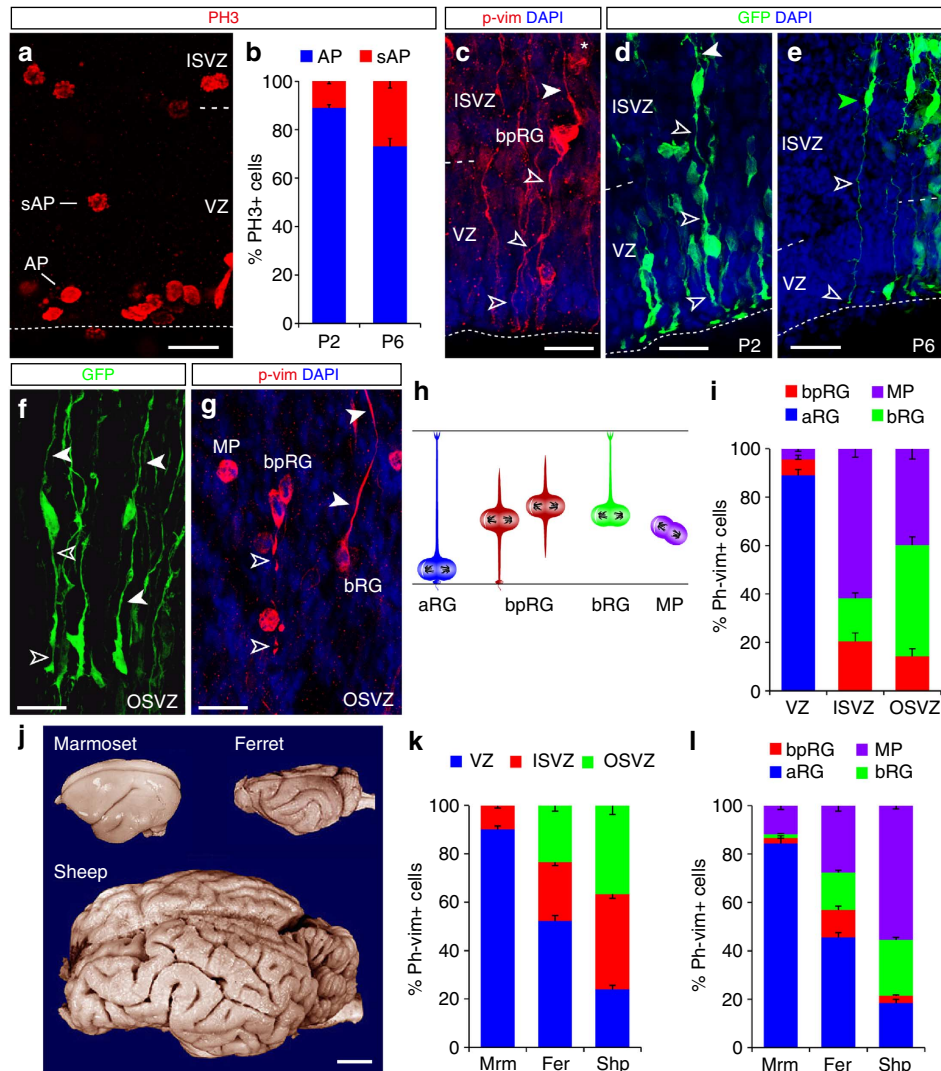 PH3
a
ISVZ
sAP
VZ
AP
b
AP sAP
% PH3+ cells
100
80
60
40
20
0
P2 P6
p-vim DAPI
c
*
ISVZ
bpRG
VZ
GFP DAPI
d
ISVZ
VZ
P2
e
ISVZ
VZ
P6
GFP
f
OSVZ
p-vim DAPI
g
MP
bpRG
bRG
OSVZ
h
aRG bpRG bRG MP
i
bpRG MP
aRG bRG
% Ph-vim+ cells
100
80
60
40
20
0
VZ ISVZ OSVZ
j
Marmoset Ferret
Sheep
k
VZ ISVZ OSVZ
% Ph-vim+ cells
100
80
60
40
20
0
Mrm Fer Shp
l
bpRG MP
aRG bRG
% Ph-vim+ cells
100
80
60
40
20
0
Mrm Fer Shp